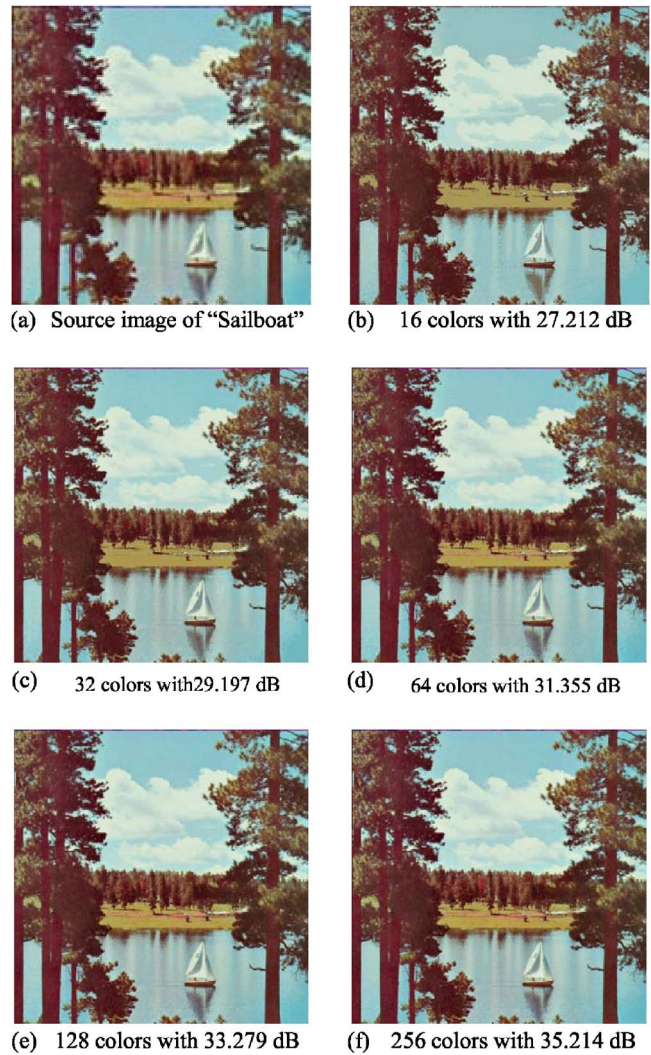 (a) Source image of “Sailboat”
(b) 16 colors with 27.212 dB
(c) 32 colors with29.197 dB
(d) 64 colors with 31.355 dB
(e) 128 colors with 33.279 dB
(f) 256 colors with 35.214 dB